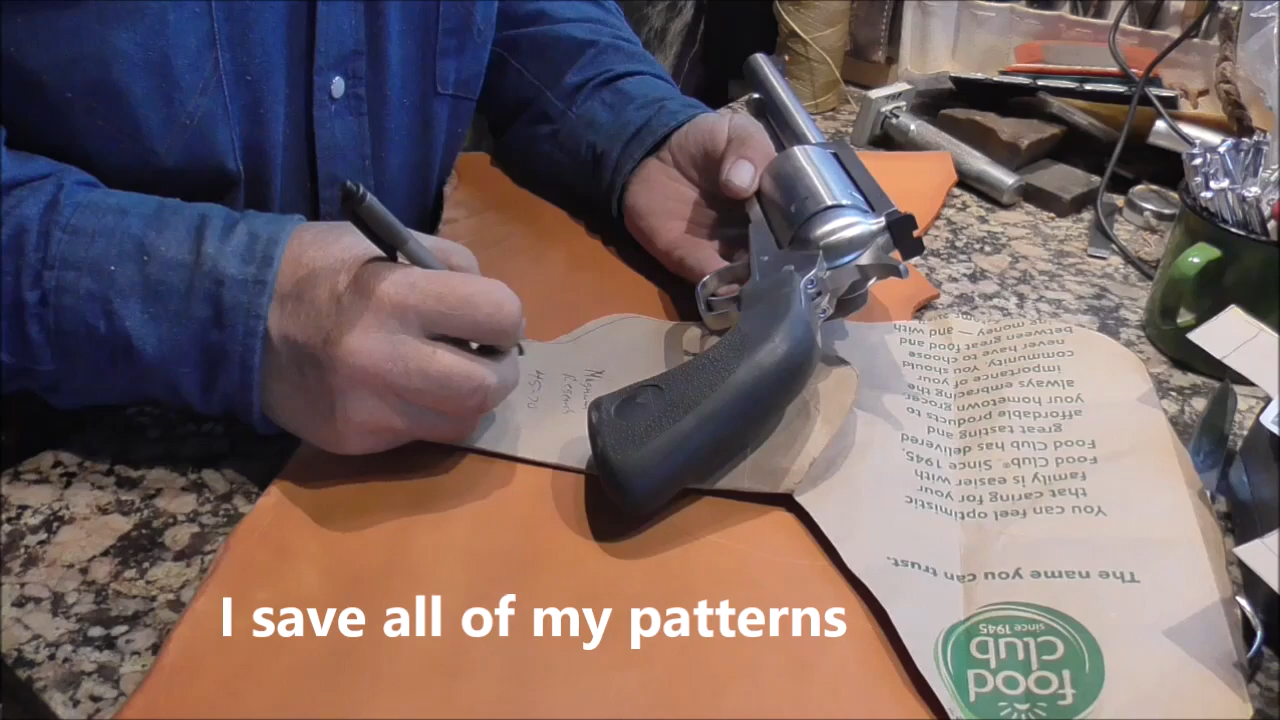 Magnum
Research
45-70
food
club
since 1945
The name you can trust.
You can feel optimistic
that caring for your
family is easier with
Food Club.® Since 1945,
Food Club has delivered
great tasting and
affordable products to
your hometown grocer,
always embracing the
importance of your
community. You should
never have to choose
between great food and
money — and with
I save all of my patterns